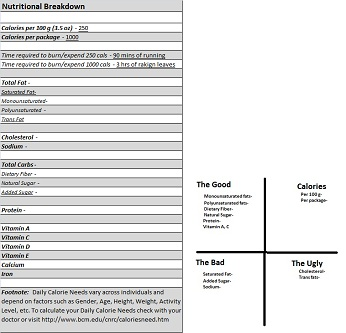 Nutritional Breakdown
Calories per 100 g (3.5 oz) - 250
Calories per package - 1000
Time required to burn/expend 250 cals - 90 mins of running
Time required to burn/expend 1000 cals - 3 hrs of rakign leaves
Total Fat -
Saturated Fat-
Monounsaturated-
Polyunsaturated -
Trans Fat
Cholesterol -
Sodium -
Total Carbs -
Dietary Fiber -
Natural Sugar -
Added Sugar -
Protein -
Vitamin A
Vitamin C
Vitamin D
Vitamin E
Calcium
Iron
Footnote: Daily Calorie Needs vary across individuals and
depend on factors such as Gender, Age, Height, Weight, Activity
Level, etc. To calculate your Daily Calorie Needs check with your
doctor or visit http://www.bcm.edu/cnrc/caloriesneed.htm
The Good
Monounsaturated fats-
Polyunsaturated fats-
Dietary Fiber-
Natural Sugar-
Protein-
Vitamin A, C
Calories
Per 100 g-
Per package-
The Bad
Saturated Fat-
Added Sugar-
Sodium-
The Ugly
Cholesterol-
Trans fats-